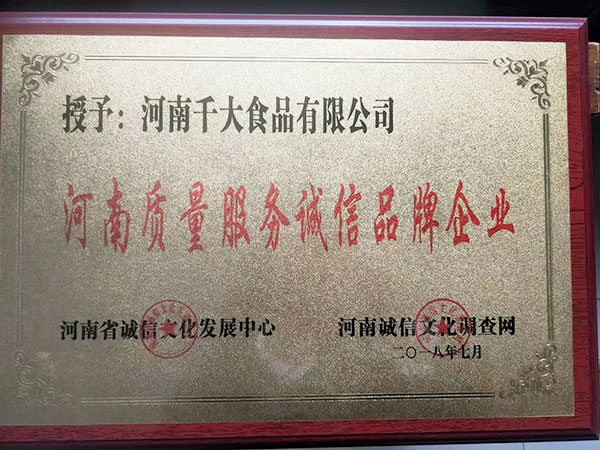 授予：河南千大食品有限公司
河南质量服务诚信品牌企业
河南省诚信文化发展中心
河南诚信文化调查网
二〇一八年七月